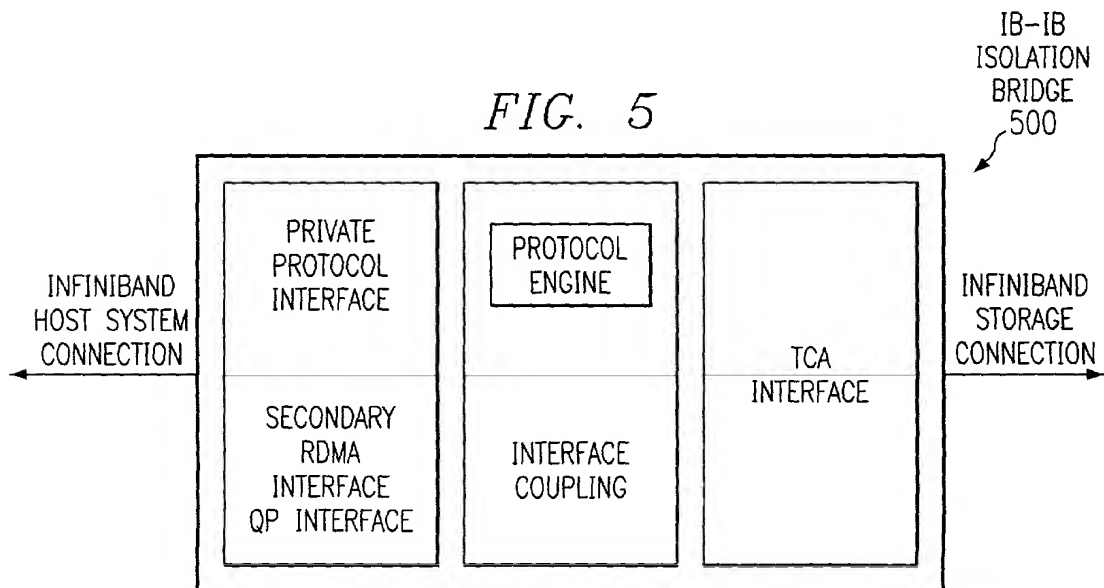 FIG. 5
IB-IB
ISOLATION
BRIDGE
500
INFINIBAND
HOST SYSTEM
CONNECTION
PRIVATE
PROTOCOL
INTERFACE
SECONDARY
RDMA
INTERFACE
QP INTERFACE
PROTOCOL
ENGINE
INTERFACE
COUPLING
TCA
INTERFACE
INFINIBAND
STORAGE
CONNECTION